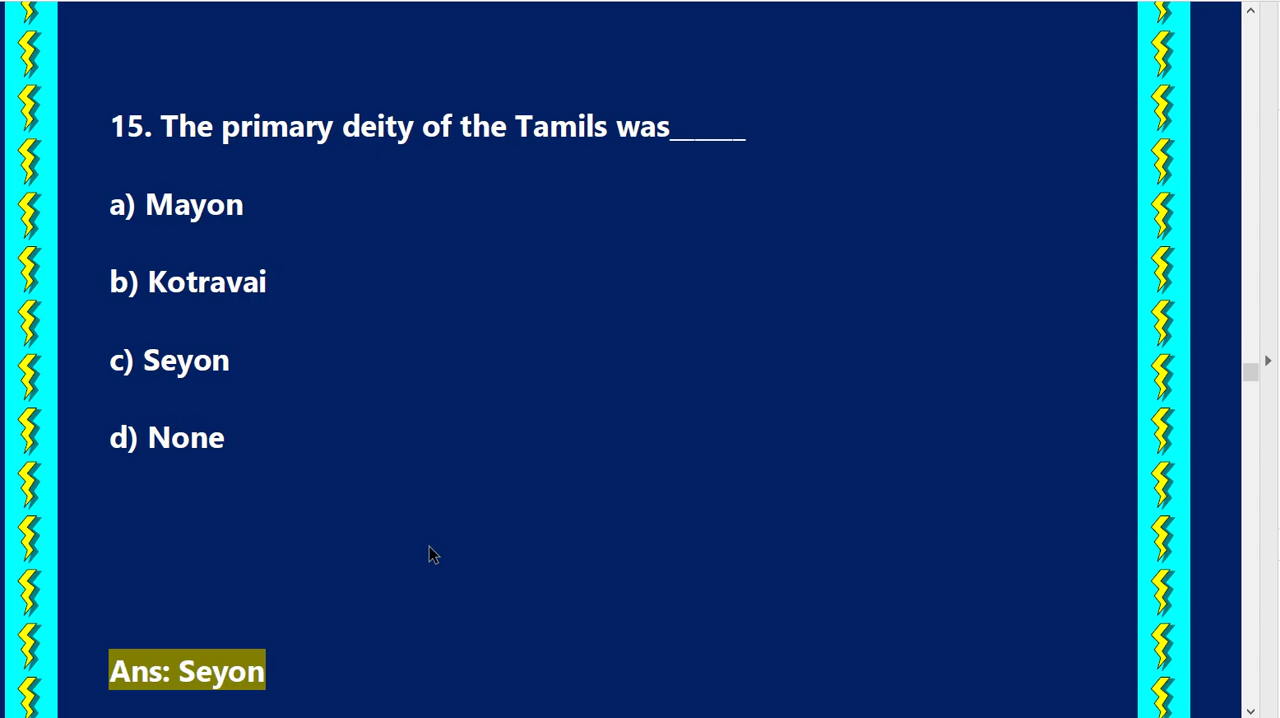 15. The primary deity of the Tamils was_____
a) Mayon
b) Kotravai
c) Seyon
d) None
Ans: Seyon